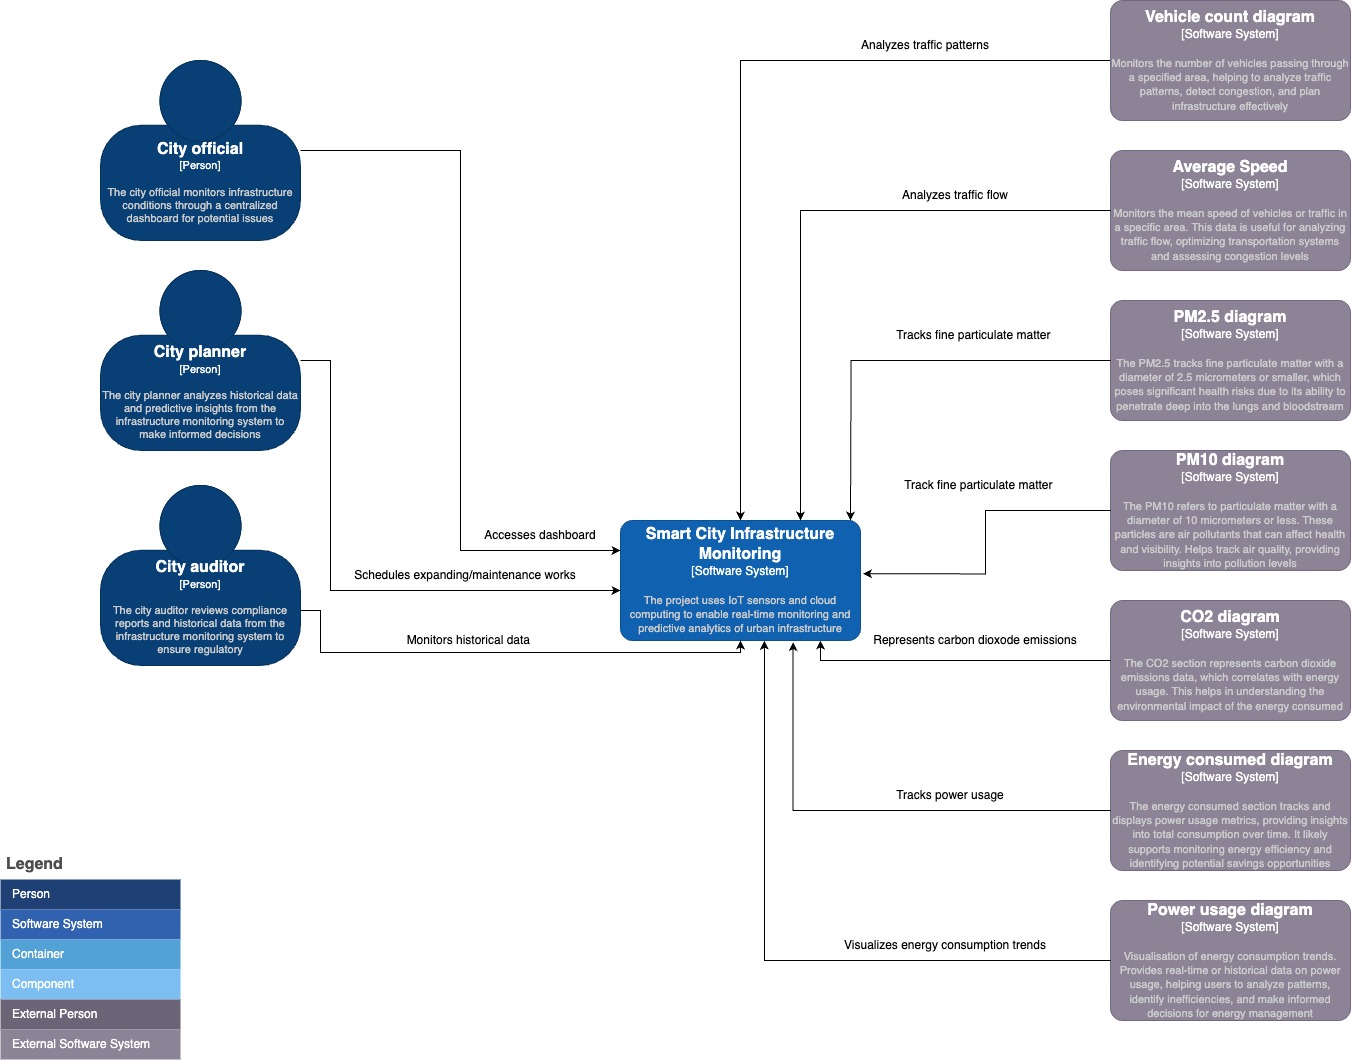 City official
[Person]
The city official monitors infrastructure
conditions through a centralized
dashboard for potential issues
City planner
[Person]
The city planner analyzes historical data
and predictive insights from the
infrastructure monitoring system to
make informed decisions
City auditor
[Person]
The city auditor reviews compliance
reports and historical data from the
infrastructure monitoring system to
ensure regulatory
Accesses dashboard
Schedules expanding/maintenance works
Monitors historical data
Smart City Infrastructure
Monitoring
[Software System]
The project uses IoT sensors and cloud
computing to enable real-time monitoring and
predictive analytics of urban infrastructure
Analyzes traffic patterns
Analyzes traffic flow
Tracks fine particulate matter
Track fine particulate matter
Represents carbon dioxode emissions
Tracks power usage
Visualizes energy consumption trends
Vehicle count diagram
[Software System]
Monitors the number of vehicles passing through
a specified area, helping to analyze traffic
patterns, detect congestion, and plan
infrastructure effectively
Average Speed
[Software System]
Monitors the mean speed of vehicles or traffic in
a specific area. This data is useful for analyzing
traffic flow, optimizing transportation systems
and assessing congestion levels
PM2.5 diagram
[Software System]
The PM2.5 tracks fine particulate matter with a
diameter of 2.5 micrometers or smaller, which
poses significant health risks due to its ability to
penetrate deep into the lungs and bloodstream
PM10 diagram
[Software System]
The PM10 refers to particulate matter with a
diameter of 10 micrometers or less. These
particles are air pollutants that can affect health
and visibility. Helps track air quality, providing
insights into pollution levels
CO2 diagram
[Software System]
The CO2 section represents carbon dioxide
emissions data, which correlates with energy
usage. This helps in understanding the
environmental impact of the energy consumed
Energy consumed diagram
[Software System]
The energy consumed section tracks and
displays power usage metrics, providing insights
into total consumption over time. It likely
supports monitoring energy efficiency and
identifying potential savings opportunities
Power usage diagram
[Software System]
Visualisation of energy consumption trends.
Provides real-time or historical data on power
usage, helping users to analyze patterns,
identify inefficiencies, and make informed
decisions for energy management
Legend
Person
Software System
Container
Component
External Person
External Software System